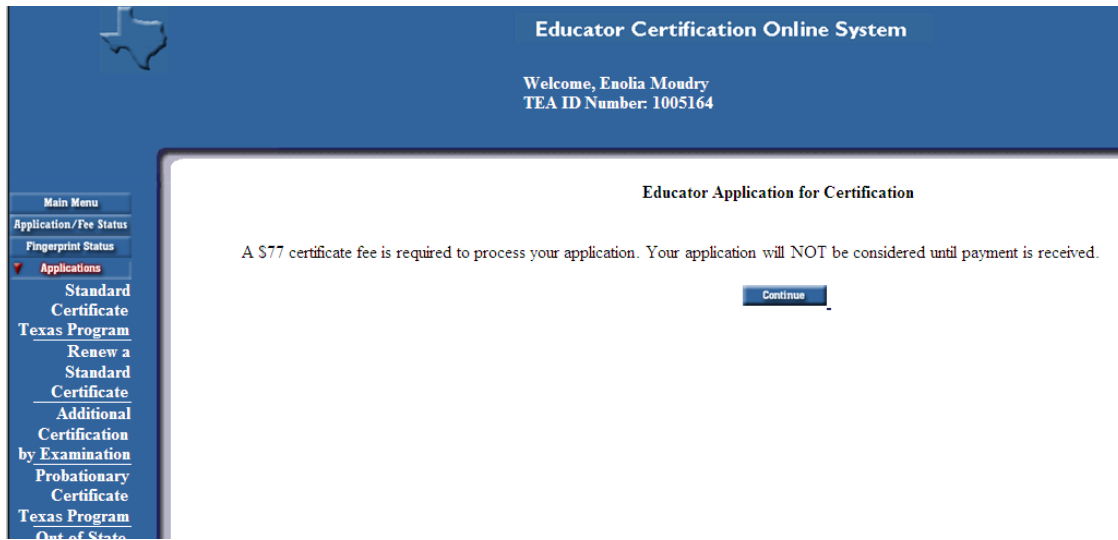 Educator Certification Online System
Welcome, Enolia Moudry
TEA ID Number: 1005164
Main Menu
Application/Fee Status
Fingerprint Status
Applications
Standard
Certificate
Texas Program
Renew a
Standard
Certificate
Additional
Certification
by Examination
Probationary
Certificate
Texas Program
Out of State
Educator Application for Certification
A $77 certificate fee is required to process your application. Your application will NOT be considered until payment is received.
Continue